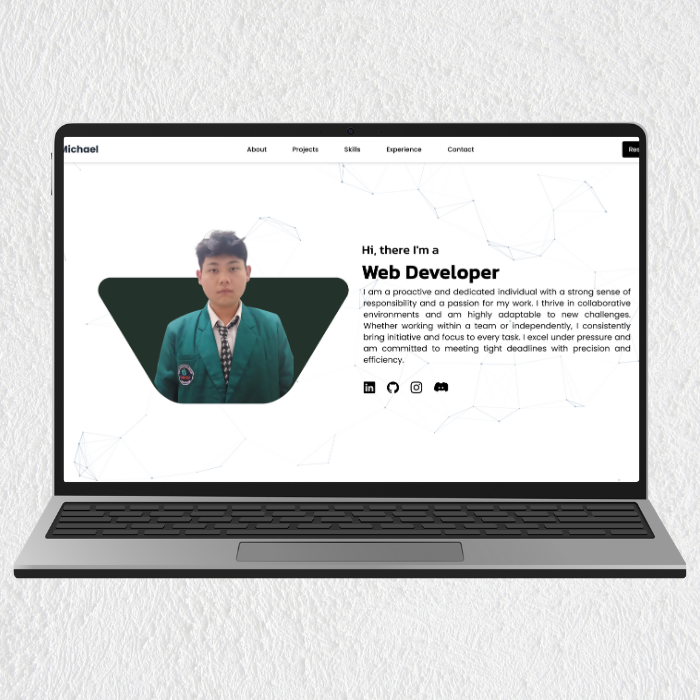 Michael
About Projects Skills Experience Contact
Hi, there I'm a
Web Developer
I am a proactive and dedicated individual with a strong sense of
responsibility and a passion for my work. I thrive in collaborative
environments and am highly adaptable to new challenges.
Whether working within a team or independently, I consistently
bring initiative and focus to every task. I excel under pressure and
am committed to meeting tight deadlines with precision and
efficiency.
in